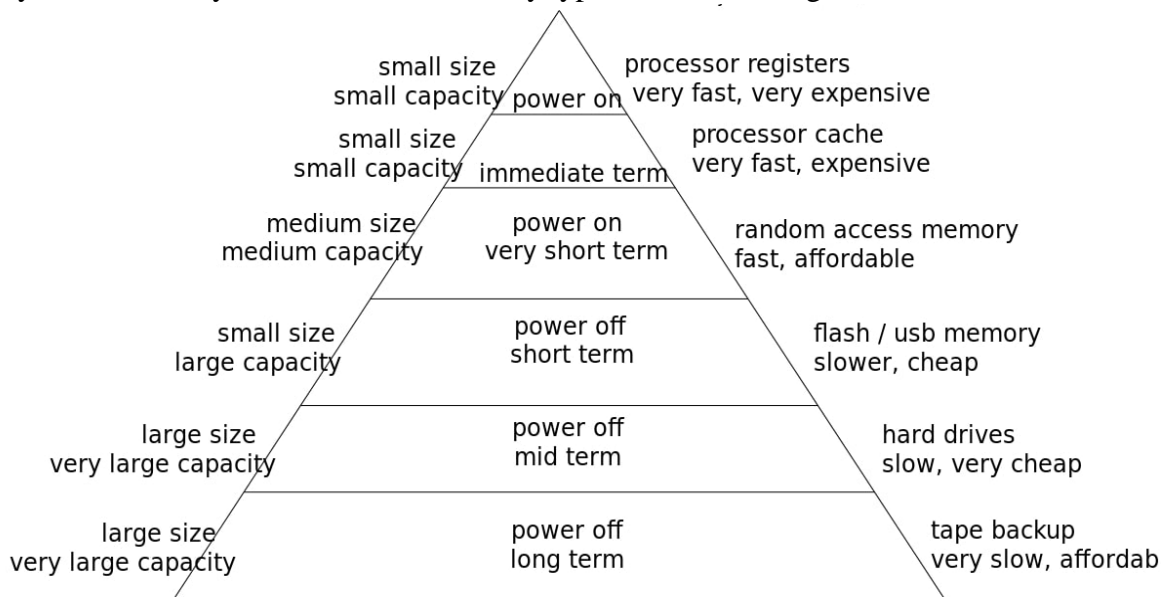 small size
small capacity
power on
processor registers
very fast, very expensive
small size
small capacity
immediate term
processor cache
very fast, expensive
medium size
medium capacity
power on
very short term
random access memory
fast, affordable
small size
large capacity
power off
short term
flash / usb memory
slower, cheap
large size
very large capacity
power off
mid term
hard drives
slow, very cheap
large size
very large capacity
power off
long term
tape backup
very slow, affordab